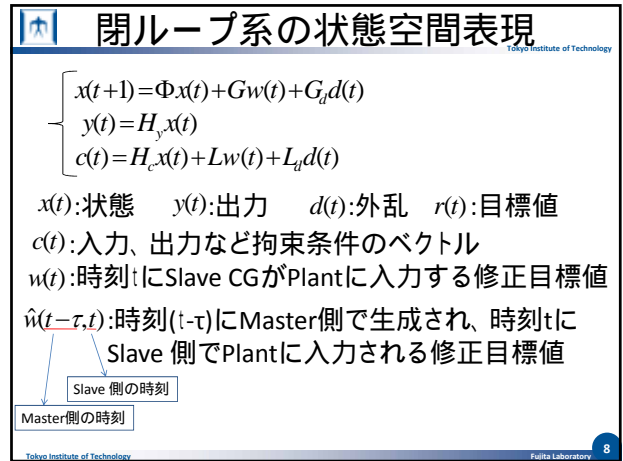 閉ループ系の状態空間表現
Tokyo Institute of Technology
x(t+1)=Φx(t)+Gw(t)+G_d d(t)
y(t)=H_y x(t)
c(t)=H_c x(t)+Lw(t)+L_d d(t)
x(t):状態 y(t):出力 d(t):外乱 r(t):目標値
c(t):入力、出力など拘束条件のベクトル
w(t):時刻tにSlave CGがPlantに入力する修正目標値
ŵ(t−τ,t):時刻(t-τ)にMaster側で生成され、時刻tに
Slave 側でPlantに入力される修正目標値
Slave 側の時刻
Master側の時刻
Tokyo Institute of Technology
Fujita Laboratory
8